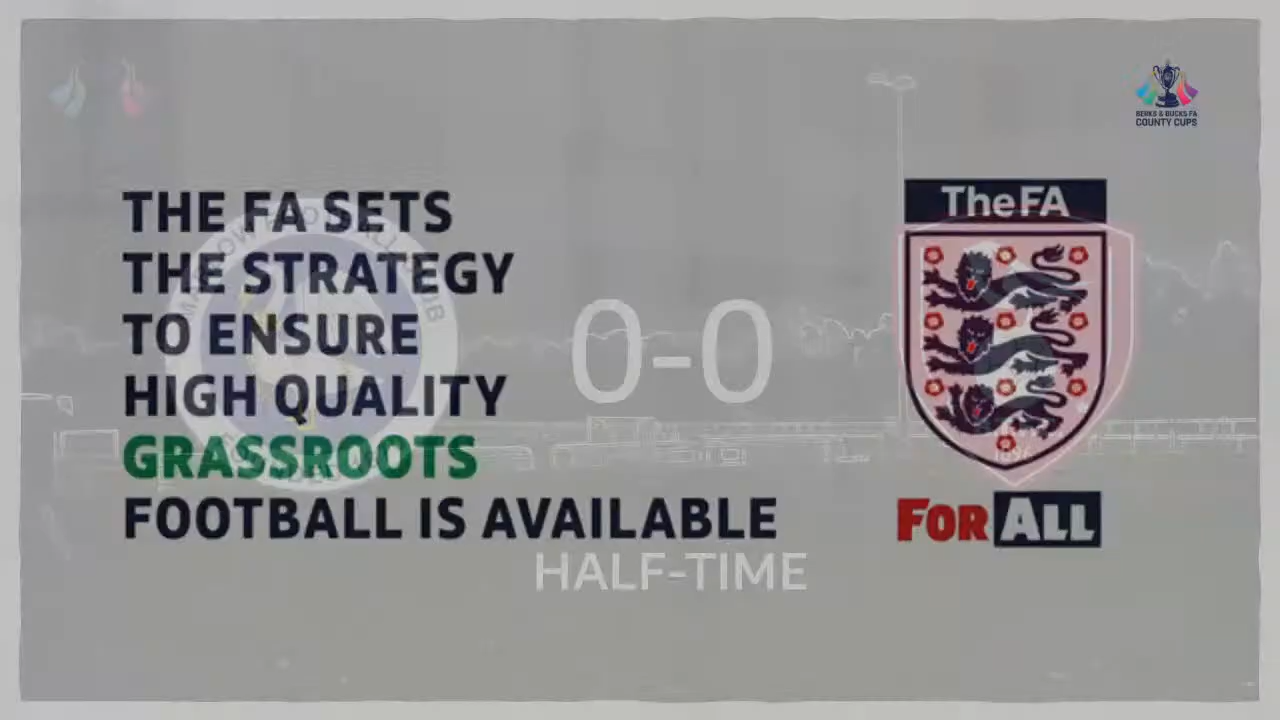 BERKS & BUCKS FA
COUNTY CUPS
TheFA
THE FA SETS
THE STRATEGY
TO ENSURE
HIGH QUALITY
GRASSROOTS
FOOTBALL IS AVAILABLE
0-0
FOR ALL
HALF-TIME